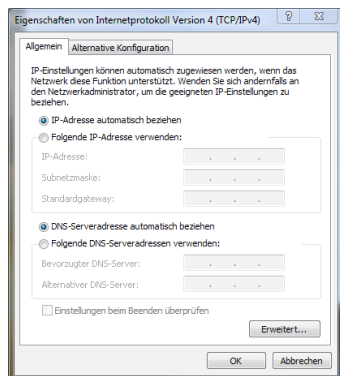 Eigenschaften von Internetprotokoll Version 4 (TCP/IPv4)
Allgemein Alternative Konfiguration
IP-Einstellungen können automatisch zugewiesen werden, wenn das
Netzwerk diese Funktion unterstützt. Wenden Sie sich andernfalls an
den Netzwerkadministrator, um die geeigneten IP-Einstellungen zu
beziehen.
IP-Adresse automatisch beziehen
Folgende IP-Adresse verwenden:
IP-Adresse:
Subnetzmaske:
Standardgateway:
DNS-Serveradresse automatisch beziehen
Folgende DNS-Serveradressen verwenden:
Bevorzugter DNS-Server:
Alternativer DNS-Server:
Einstellungen beim Beenden überprüfen
Erweitert...
OK Abbrechen